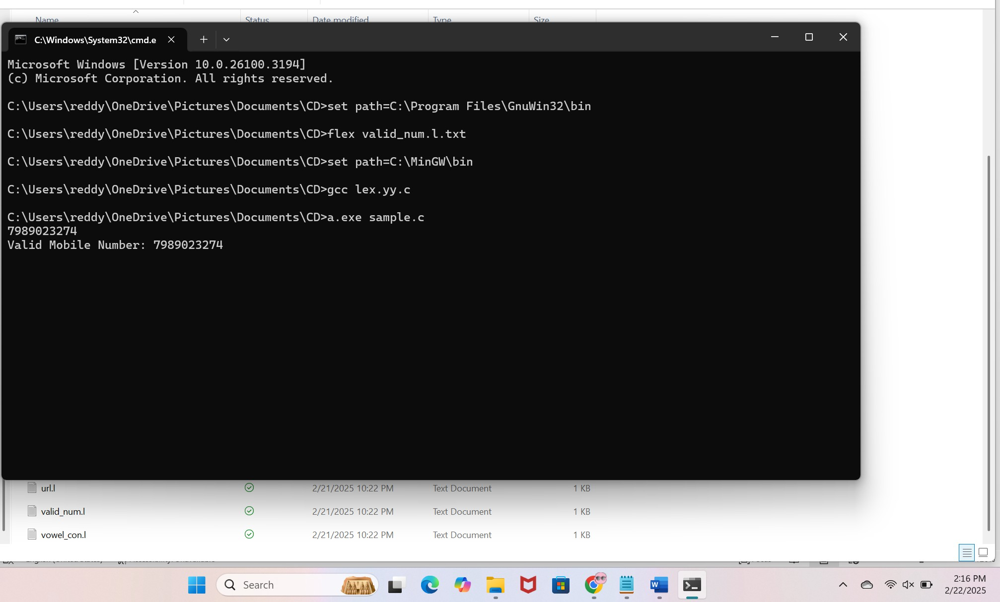 Name Status Date modified Type Size
C:\Windows\System32\cmd.e
Microsoft Windows [Version 10.0.26100.3194]
(c) Microsoft Corporation. All rights reserved.
C:\Users\reddy\OneDrive\Pictures\Documents\CD>set path=C:\Program Files\GnuWin32\bin
C:\Users\reddy\OneDrive\Pictures\Documents\CD>flex valid_num.l.txt
C:\Users\reddy\OneDrive\Pictures\Documents\CD>set path=C:\MinGW\bin
C:\Users\reddy\OneDrive\Pictures\Documents\CD>gcc lex.yy.c
C:\Users\reddy\OneDrive\Pictures\Documents\CD>a.exe sample.c
7989023274
Valid Mobile Number: 7989023274
url.l 2/21/2025 10:22 PM Text Document 1 KB
valid_num.l 2/21/2025 10:22 PM Text Document 1 KB
vowel_con.l 2/21/2025 10:22 PM Text Document 1 KB
Search
2:16 PM
2/22/2025